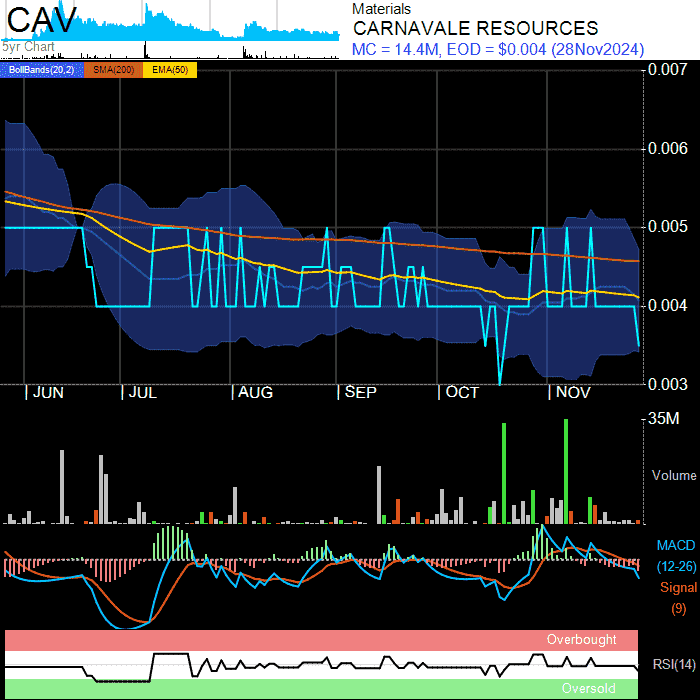 CAV
5yr Chart
Materials
CARNAVALE RESOURCES
MC = 14.4M, EOD = $0.004 (28Nov2024)
BollBands(20,2) SMA(200) EMA(50)
0.007
0.006
0.005
0.004
0.003
JUN JUL AUG SEP OCT NOV
35M
Volume
MACD
(12-26)
Signal
(9)
Overbought
RSI(14)
Oversold